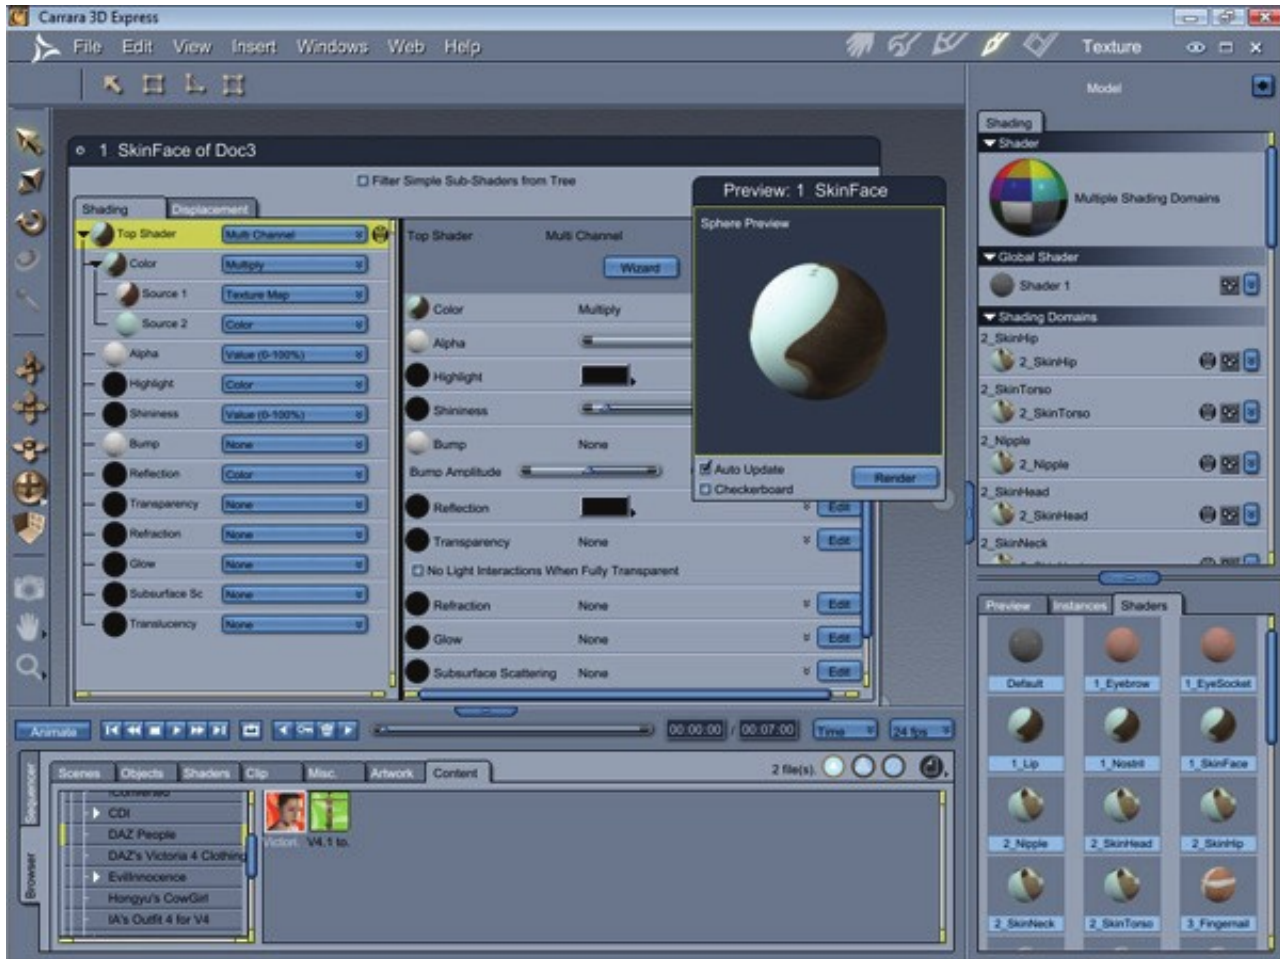 Carrara 3D Express
File Edit View Insert Windows Web Help
Texture
Model
1 SkinFace of Doc3
Filter Simple Sub-Shaders from Tree
Shading Displacement
Top Shader Multi Channel
Color Multiply
Source 1 Texture Map
Source 2 Color
Alpha Value (0-100%)
Highlight Color
Shininess Value (0-100%)
Bump None
Reflection Color
Transparency None
Refraction None
Glow None
Subsurface Sc None
Translucency None
Top Shader Multi Channel
Wizard
Color Multiply
Alpha
Highlight
Shininess
Bump None
Bump Amplitude
Reflection Edit
Transparency None Edit
No Light Interactions When Fully Transparent
Refraction None Edit
Glow None Edit
Subsurface Scattering None Edit
Preview: 1 SkinFace
Sphere Preview
Auto Update
Render
Checkerboard
Shading
Shader
Multiple Shading Domains
Global Shader
Shader 1
Shading Domains
2_SkinHip
2_SkinHip
2_SkinTorso
2_SkinTorso
2_Nipple
2_Nipple
2_SkinHead
2_SkinHead
2_SkinNeck
Preview Instances Shaders
Default 1_Eyebrow 1_EyeSocket
1_Lip 1_Nostril 1_SkinFace
2_Nipple 2_SkinHead 2_SkinHip
2_SkinNeck 2_SkinTorso 3_Fingernail
Animate 00:00:00 / 00:07:00 Time 24 fps
Sequencer
Browser
Scenes Objects Shaders Clip Misc. Artwork Content 2 file(s).
CDI
DAZ People
DAZ's Victoria 4 Clothing
EvilInnocence
Hongyu's CowGirl
IA's Outfit 4 for V4
Victori. V4.1 to.